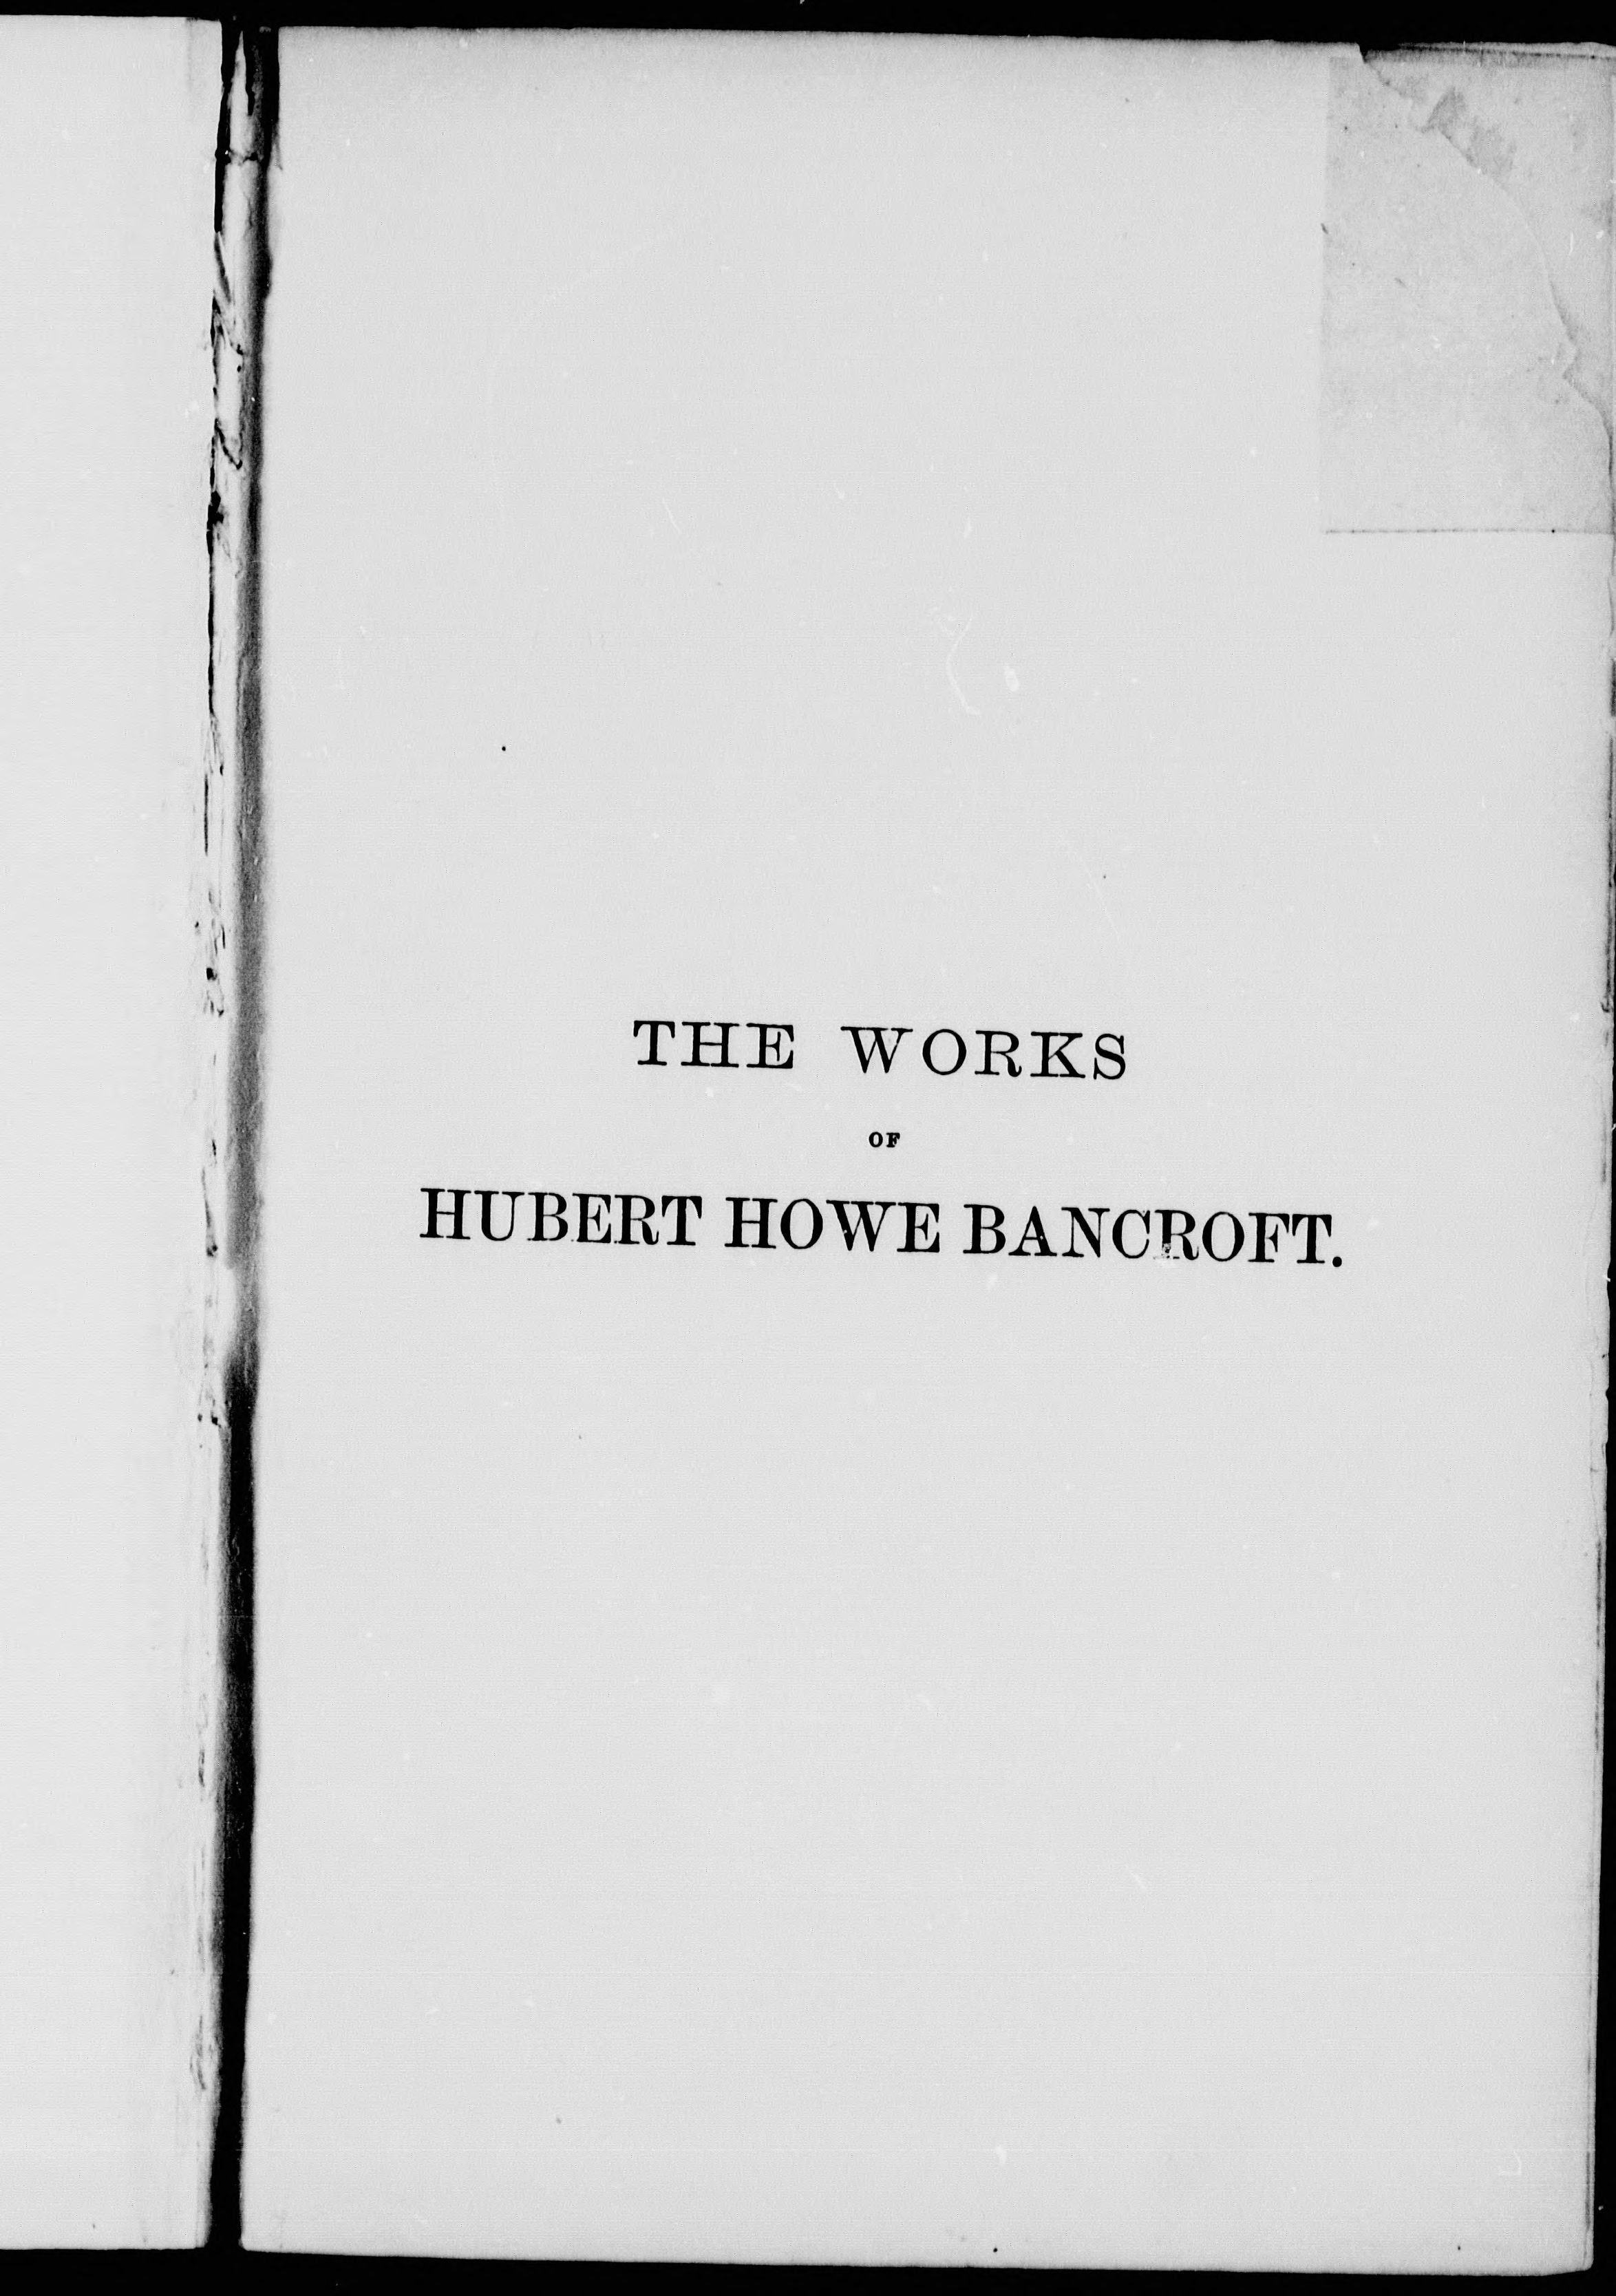 THE WORKS
OF
HUBERT HOWE BANCROFT.